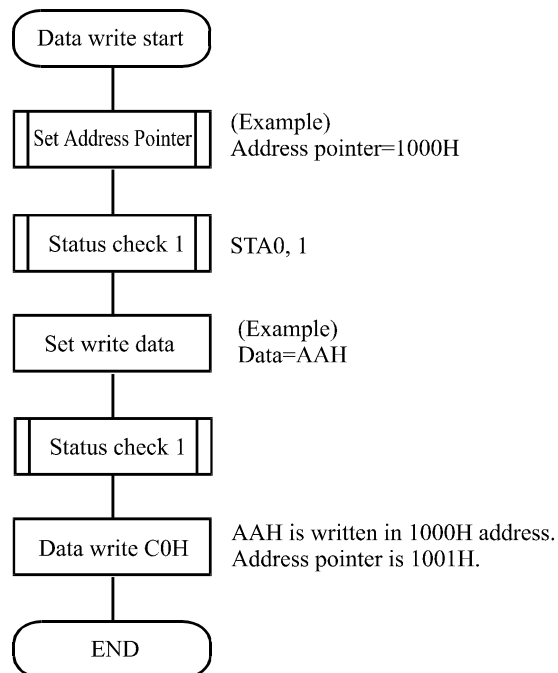 Data write start
Set Address Pointer
(Example)
Address pointer=1000H
Status check 1
STA0, 1
Set write data
(Example)
Data=AAH
Status check 1
Data write C0H
AAH is written in 1000H address.
Address pointer is 1001H.
END